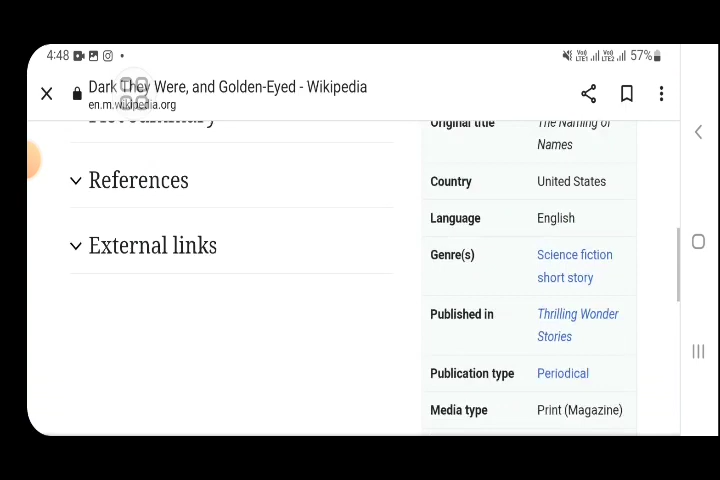 4:48
57%
Dark They Were, and Golden-Eyed - Wikipedia
en.m.wikipedia.org
Original title The Naming of
Names
References
Country United States
Language English
External links
Genre(s) Science fiction
short story
Published in Thrilling Wonder
Stories
Publication type Periodical
Media type Print (Magazine)